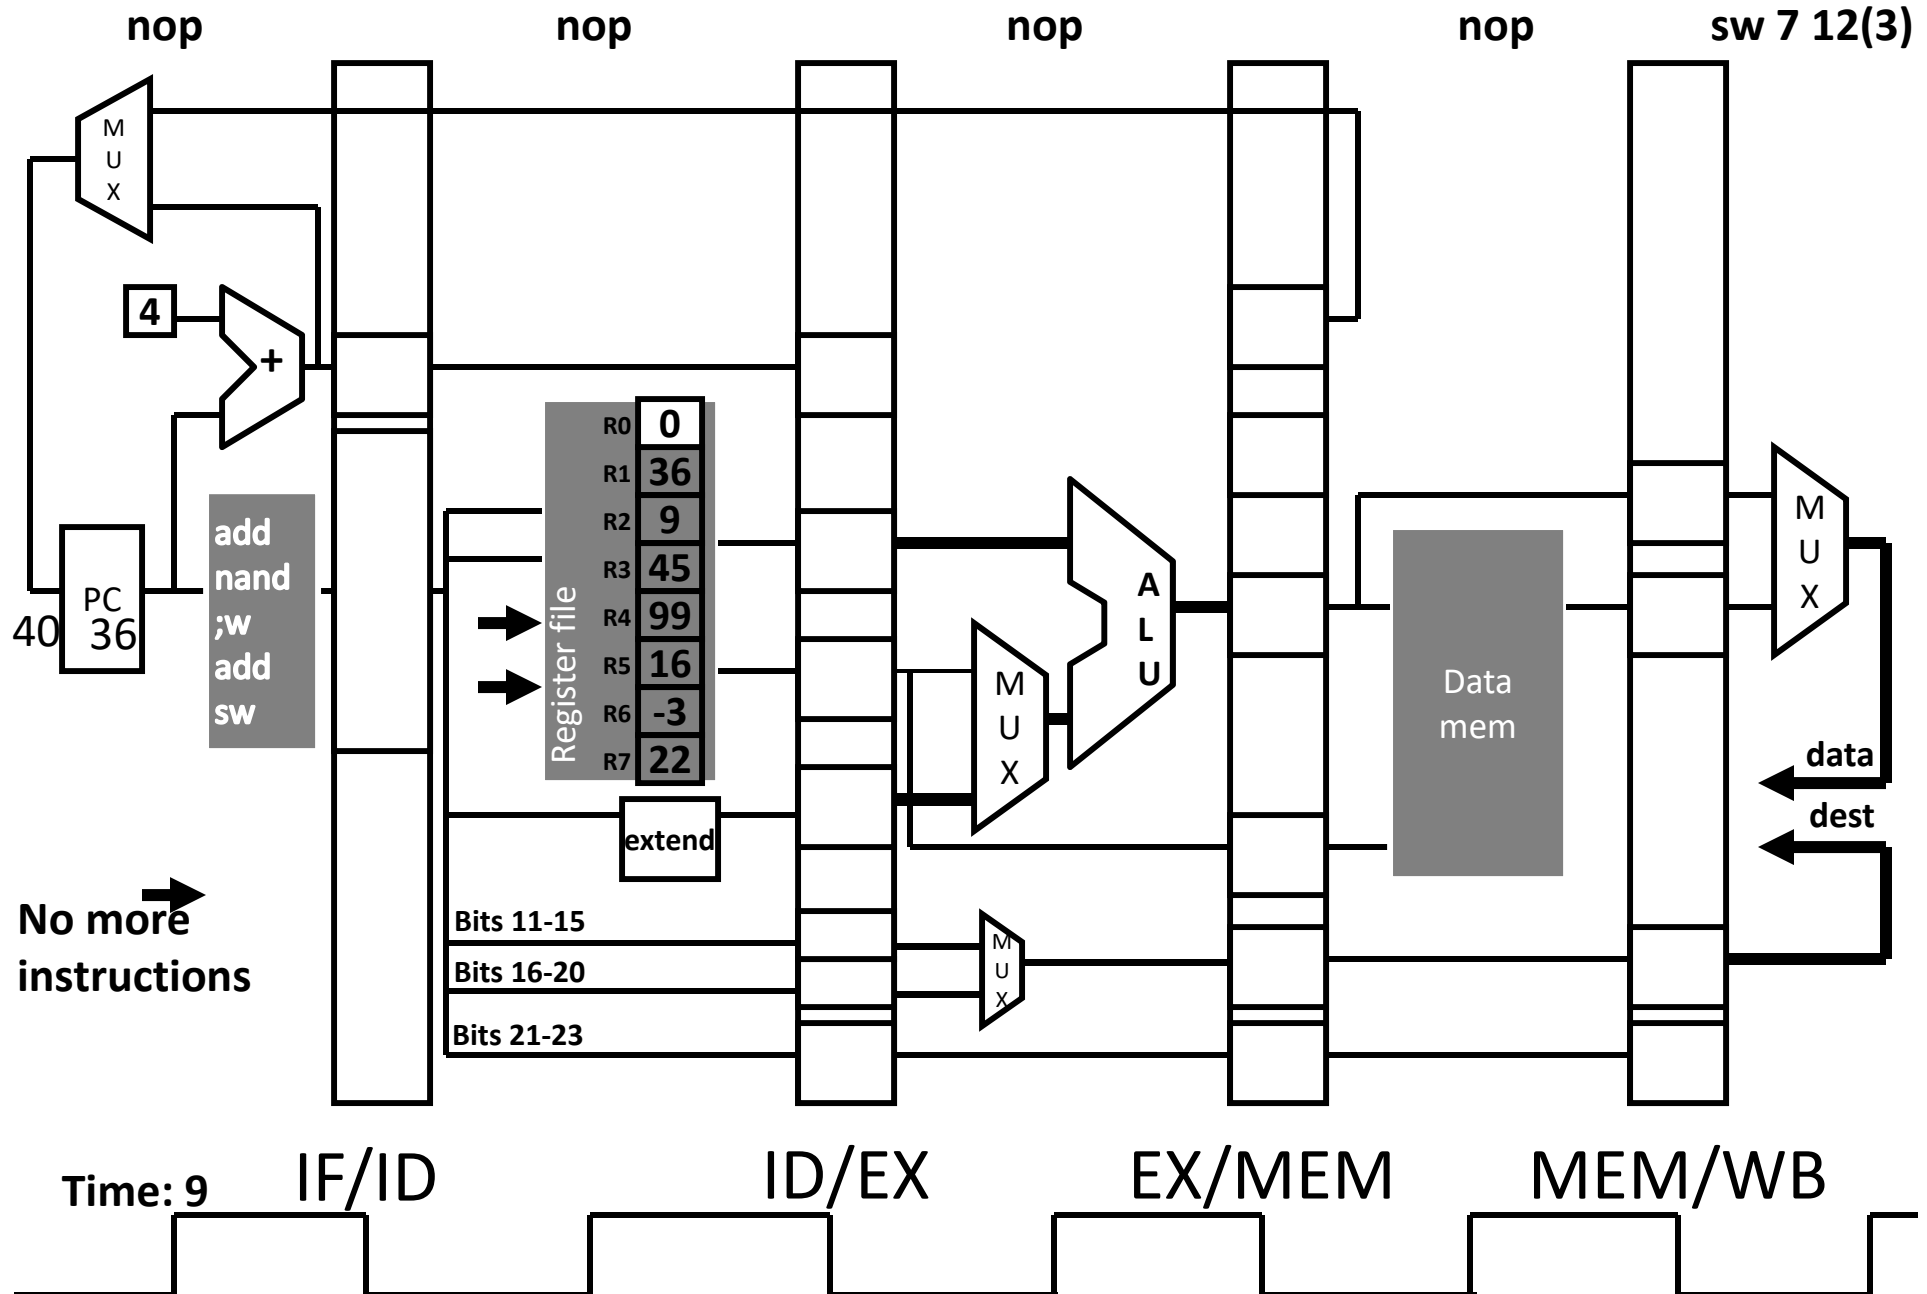 nop nop nop nop sw 7 12(3)
M
U
X
4
+
PC
40 36
add
nand
;w
add
sw
Register file
R0 0
R1 36
R2 9
R3 45
R4 99
R5 16
R6 -3
R7 22
extend
M
U
X
A
L
U
Data
mem
M
U
X
data
dest
No more
instructions
Bits 11-15
Bits 16-20
Bits 21-23
M
U
X
Time: 9
IF/ID ID/EX EX/MEM MEM/WB